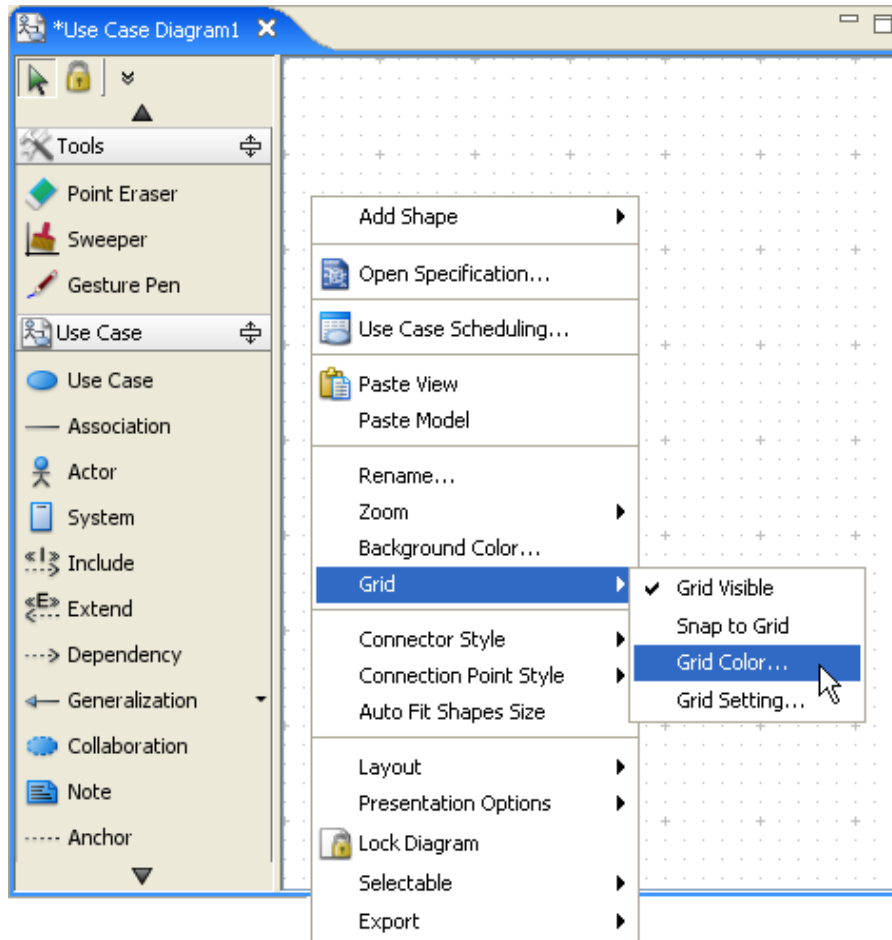 *Use Case Diagram1
Tools
Point Eraser
Sweeper
Gesture Pen
Use Case
Use Case
Association
Actor
System
«I» Include
«E» Extend
Dependency
Generalization
Collaboration
Note
Anchor
Add Shape
Open Specification...
Use Case Scheduling...
Paste View
Paste Model
Rename...
Zoom
Background Color...
Grid
Connector Style
Connection Point Style
Auto Fit Shapes Size
Layout
Presentation Options
Lock Diagram
Selectable
Export
Grid Visible
Snap to Grid
Grid Color...
Grid Setting...